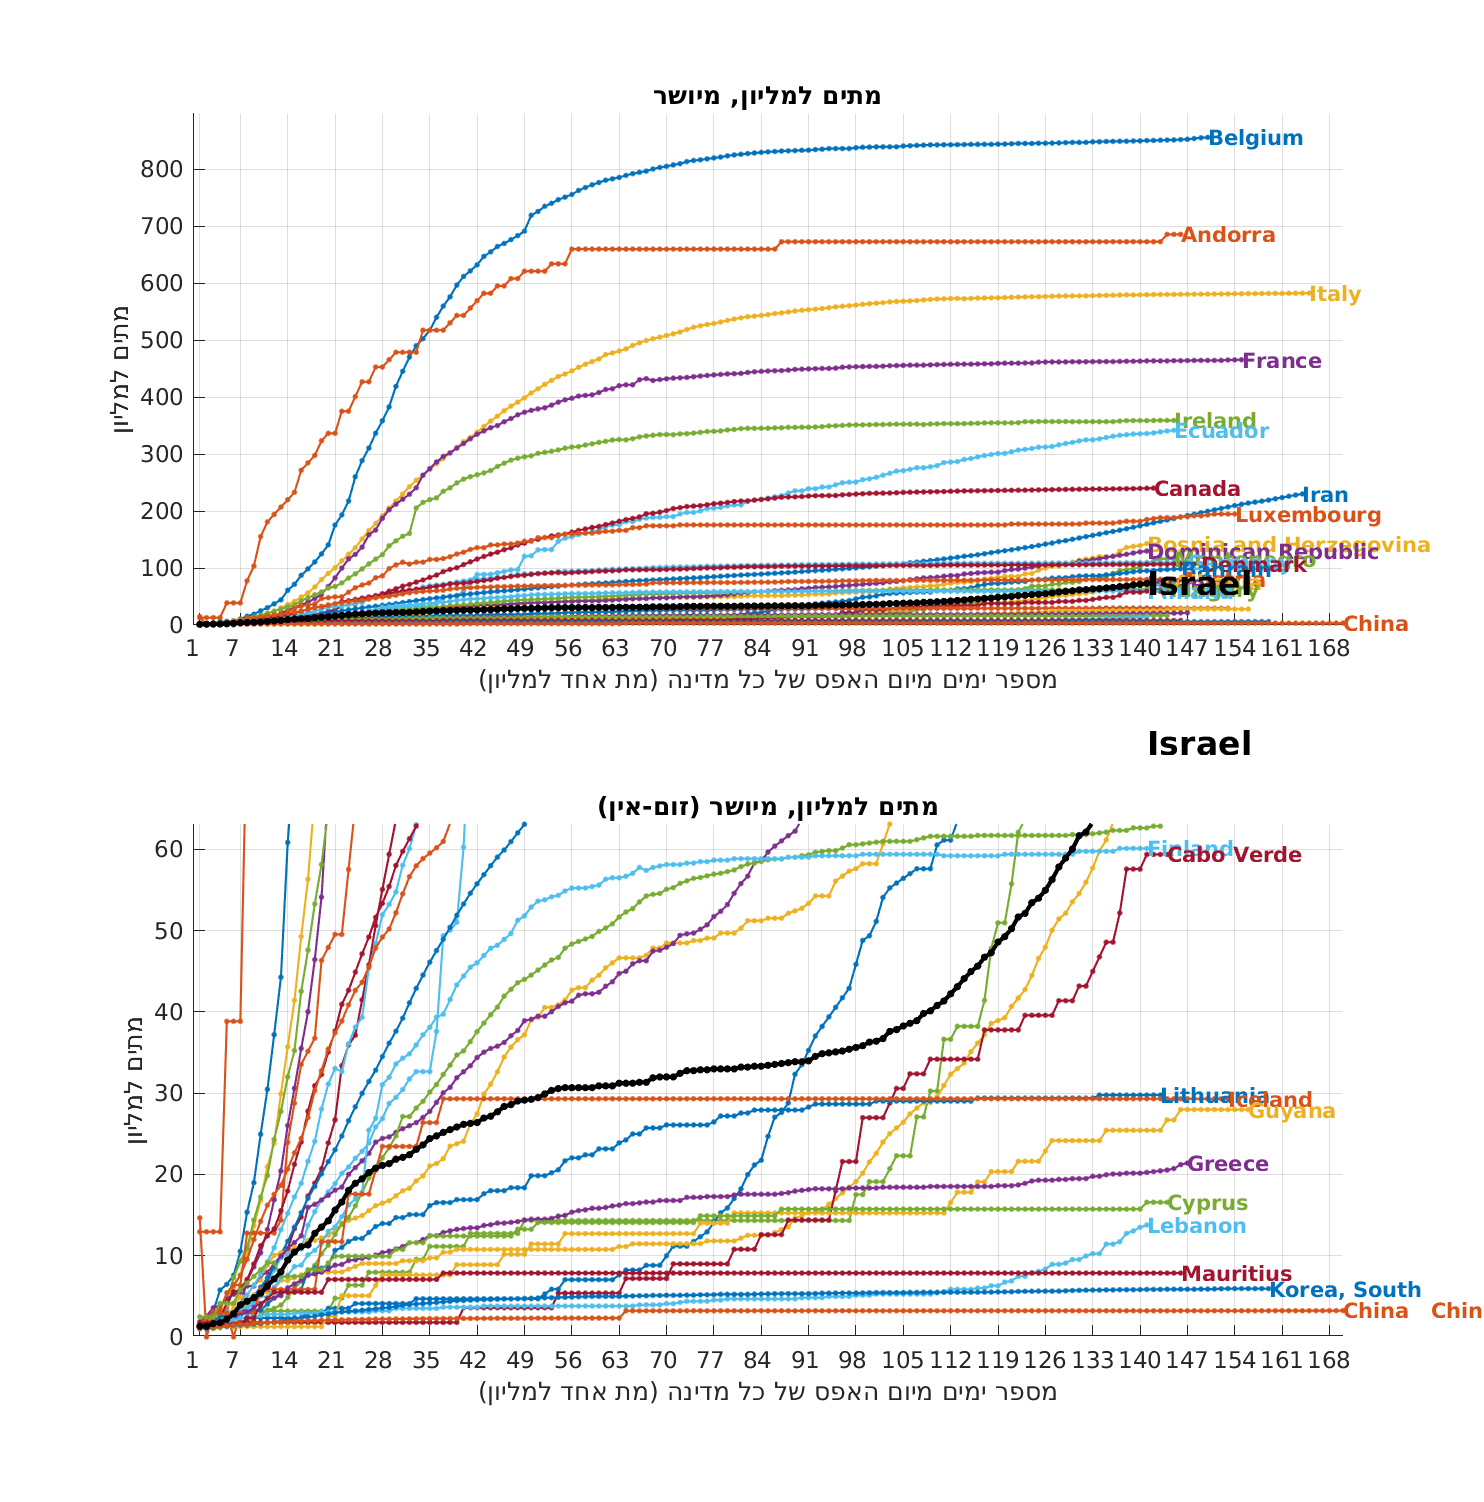 מתים למליון, מיושר
מתים למליון
800
700
600
500
400
300
200
100
0
Belgium
Andorra
Italy
France
Ireland
Ecuador
Canada
Iran
Luxembourg
Bosnia and Herzegovina
Dominican Republic
Denmark
Israel
China
1 7 14 21 28 35 42 49 56 63 70 77 84 91 98 105 112 119 126 133 140 147 154 161 168
מספר ימים מיום האפס של כל מדינה (מת אחד למליון)
Israel
מתים למליון, מיושר (זום-אין)
מתים למליון
60
50
40
30
20
10
0
Finland
Cabo Verde
Lithuania
Iceland
Guyana
Greece
Cyprus
Lebanon
Mauritius
Korea, South
China Chin
1 7 14 21 28 35 42 49 56 63 70 77 84 91 98 105 112 119 126 133 140 147 154 161 168
מספר ימים מיום האפס של כל מדינה (מת אחד למליון)